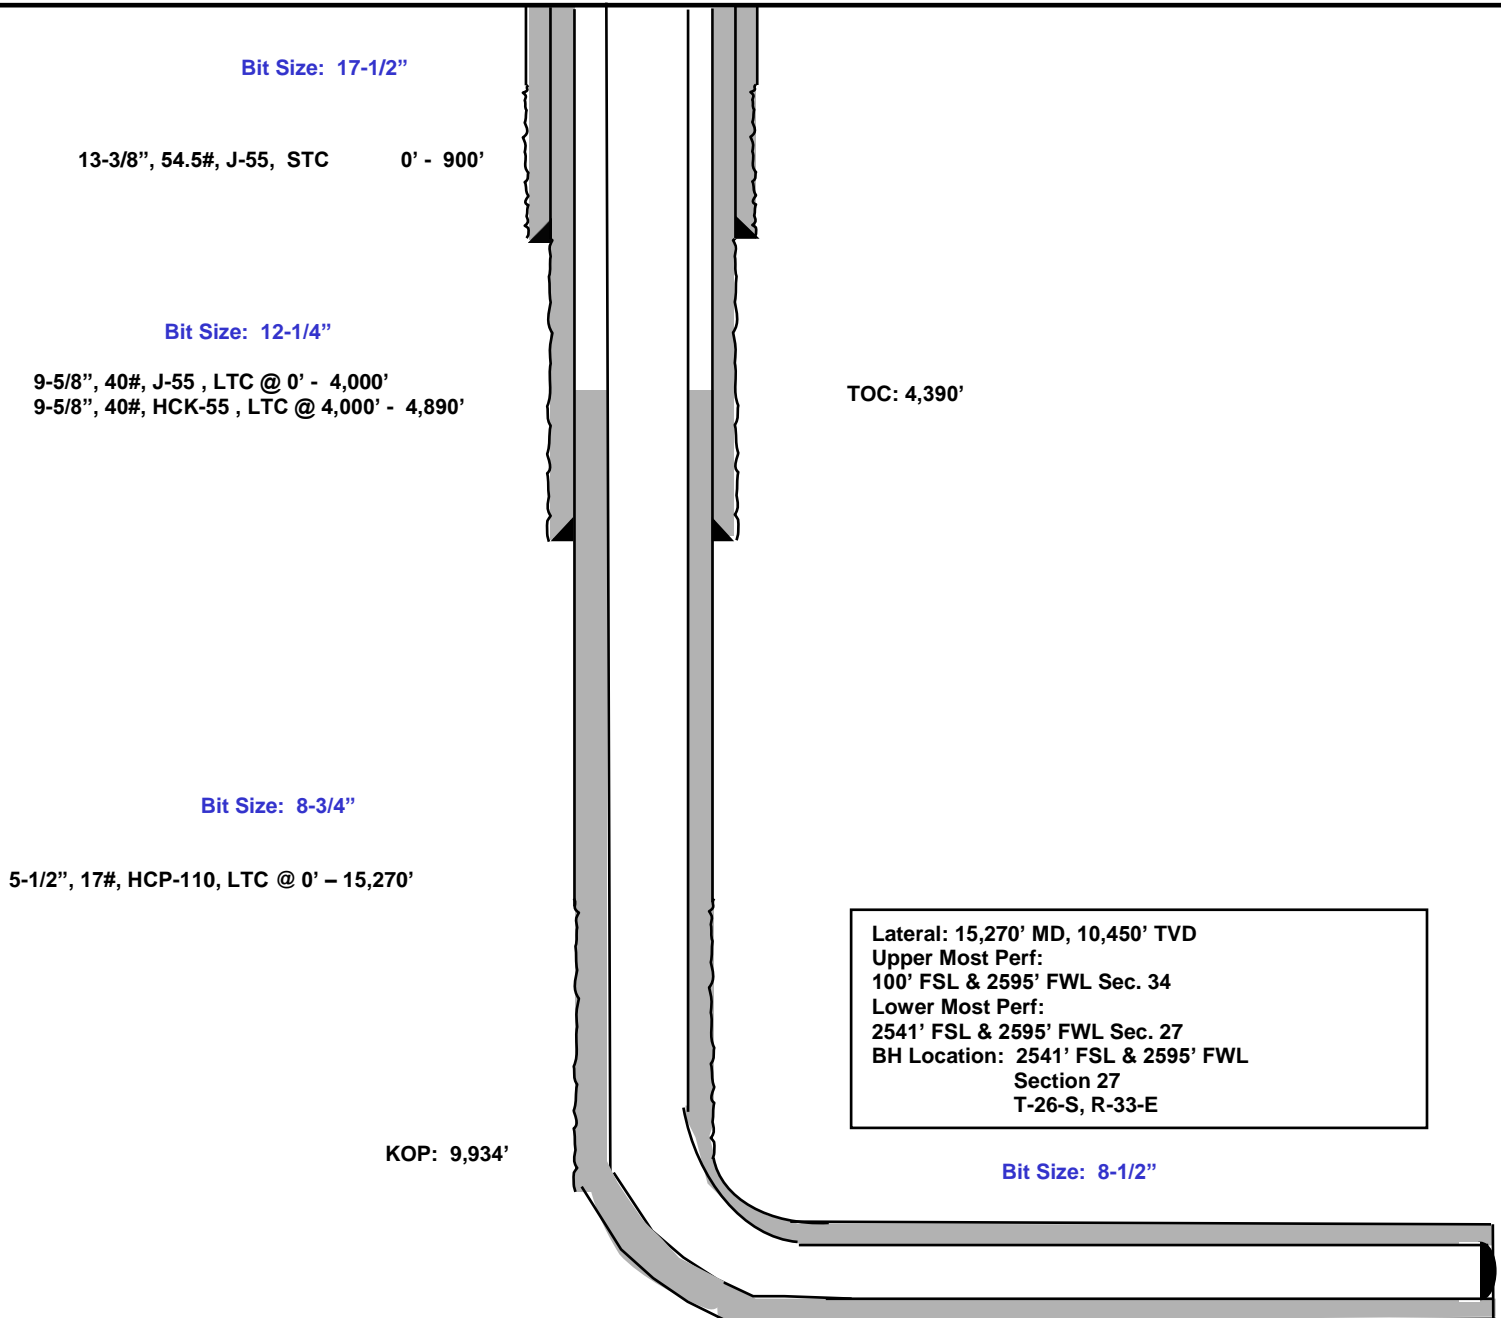 Bit Size: 17-1/2”
13-3/8”, 54.5#, J-55, STC 0’ - 900’
Bit Size: 12-1/4”
9-5/8”, 40#, J-55 , LTC @ 0’ - 4,000’
9-5/8”, 40#, HCK-55 , LTC @ 4,000’ - 4,890’
TOC: 4,390’
Bit Size: 8-3/4”
5-1/2”, 17#, HCP-110, LTC @ 0’ – 15,270’
Lateral: 15,270’ MD, 10,450’ TVD
Upper Most Perf:
100’ FSL & 2595’ FWL Sec. 34
Lower Most Perf:
2541’ FSL & 2595’ FWL Sec. 27
BH Location: 2541’ FSL & 2595’ FWL
Section 27
T-26-S, R-33-E
KOP: 9,934’
Bit Size: 8-1/2”